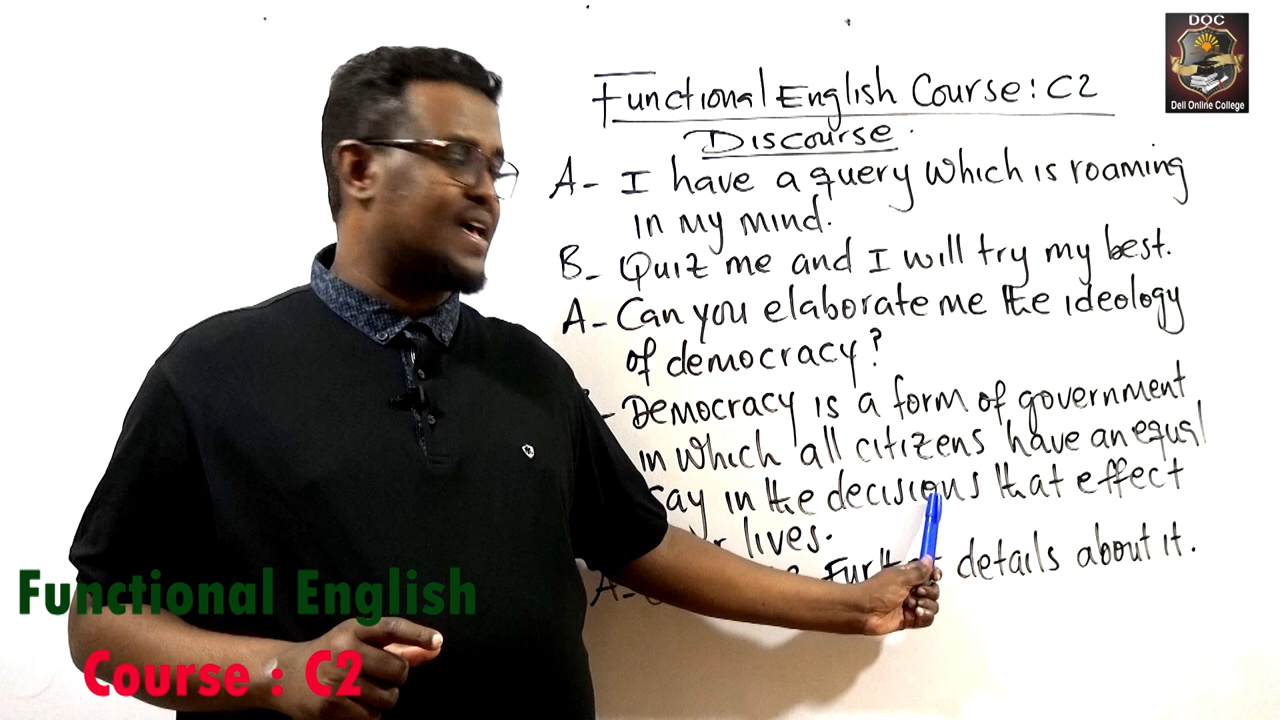 DOC
Dell Online College
Functional English Course: C2
Discourse.
A- I have a query which is roaming
in my mind.
B- Quiz me and I will try my best.
A- Can you elaborate me the ideology
of democracy?
- Democracy is a form of government
in which all citizens have an equal
say in the decisions that effect
lives.
A- details about it.
Functional English
Course : C2